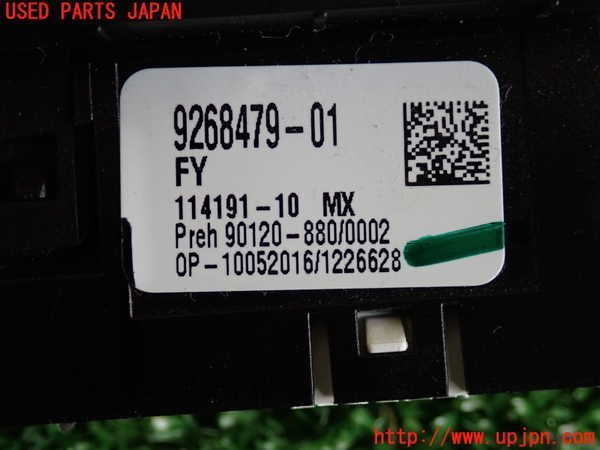 USED PARTS JAPAN
9268479-01
FY
114191-10 MX
Preh 90120-880/0002
OP-10052016/1226628
http://www.upjpn.com/